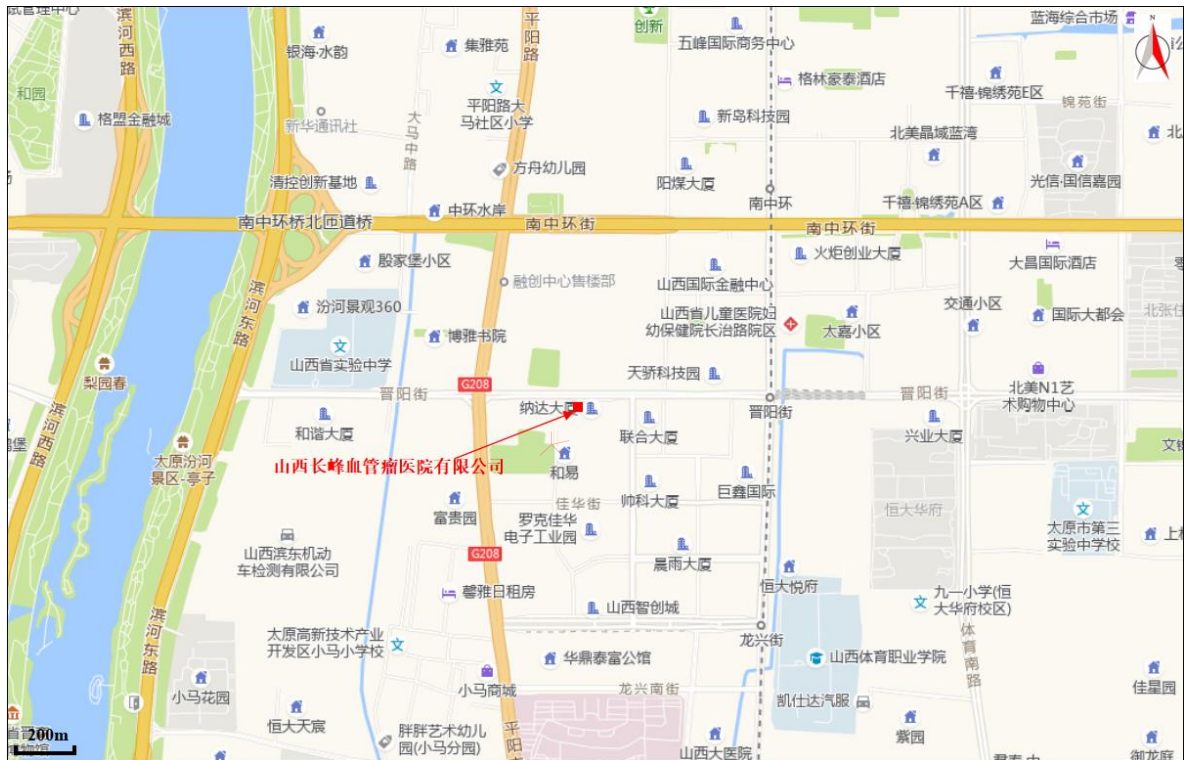 滨河西路
平阳路
创新
蓝海综合市场
N
银海·水韵
集雅苑
五峰国际商务中心
和园
格林豪泰酒店
千禧·锦绣苑E区
锦苑街
平阳路大
马社区小学
格盟金融城
新华通讯社
大马中路
新岛科技园
北美晶域蓝湾
北
方舟幼儿园
阳煤大厦
清控创新基地
光信·国信嘉园
南中环
千禧·锦绣苑A区
中环水岸
南中环桥北匝道桥
南中环街
南中环街
殷家堡小区
火炬创业大厦
大昌国际酒店
融创中心售楼部
山西国际金融中心
滨河东路
汾河景观360
山西省儿童医院妇
幼保健院长治路院区
太嘉小区
交通小区
国际大都会
北张住
博雅书院
山西省实验中学
天骄科技园
梨园春
G208
晋阳街
晋阳街
北美N1艺
术购物中心
纳达大厦
晋阳街
滨河西路
和谐大厦
联合大厦
兴业大厦
太原汾河
景区-亭子
山西长峰血管瘤医院有限公司
和易
巨鑫国际
帅科大厦
佳华街
恒大华府
富贵园
罗克佳华
电子工业园
太原市第三
实验中学校
上
山西滨东机动
车检测有限公司
G208
晨雨大厦
恒大悦府
馨雅日租房
九一小学(恒
大华府校区)
山西智创城
滨河东路
太原高新技术产业
开发区小马小学校
龙兴街
体育南路
华鼎泰富公馆
山西体育职业学院
小马花园
小马商城
龙兴南街
凯仕达汽服
佳星园
恒大天宸
胖胖艺术幼儿
园(小马分园)
平阳
紫园
200m
山西大医院
御龙庭